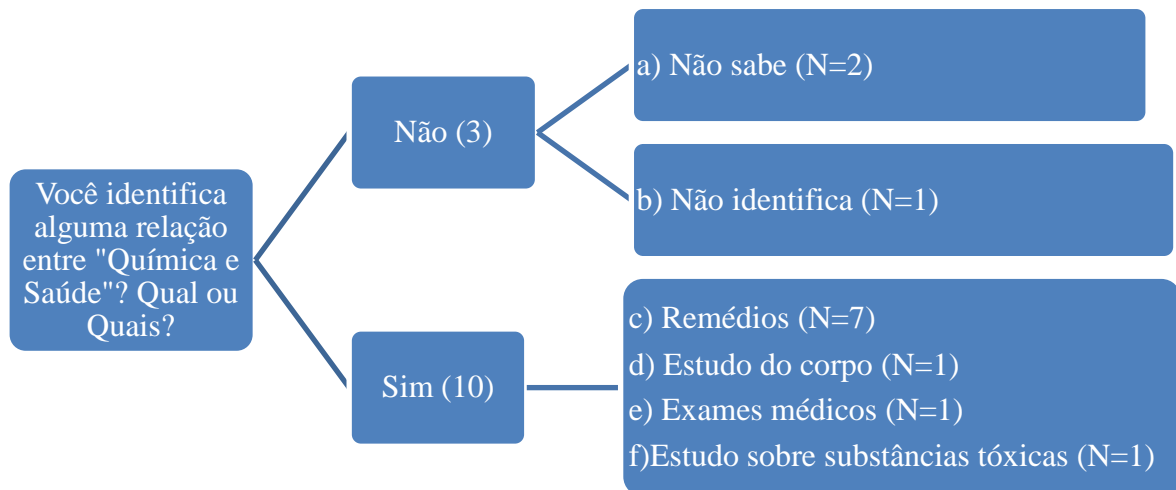 Você identifica
alguma relação
entre "Química e
Saúde"? Qual ou
Quais?
Não (3)
a) Não sabe (N=2)
b) Não identifica (N=1)
Sim (10)
c) Remédios (N=7)
d) Estudo do corpo (N=1)
e) Exames médicos (N=1)
f)Estudo sobre substâncias tóxicas (N=1)